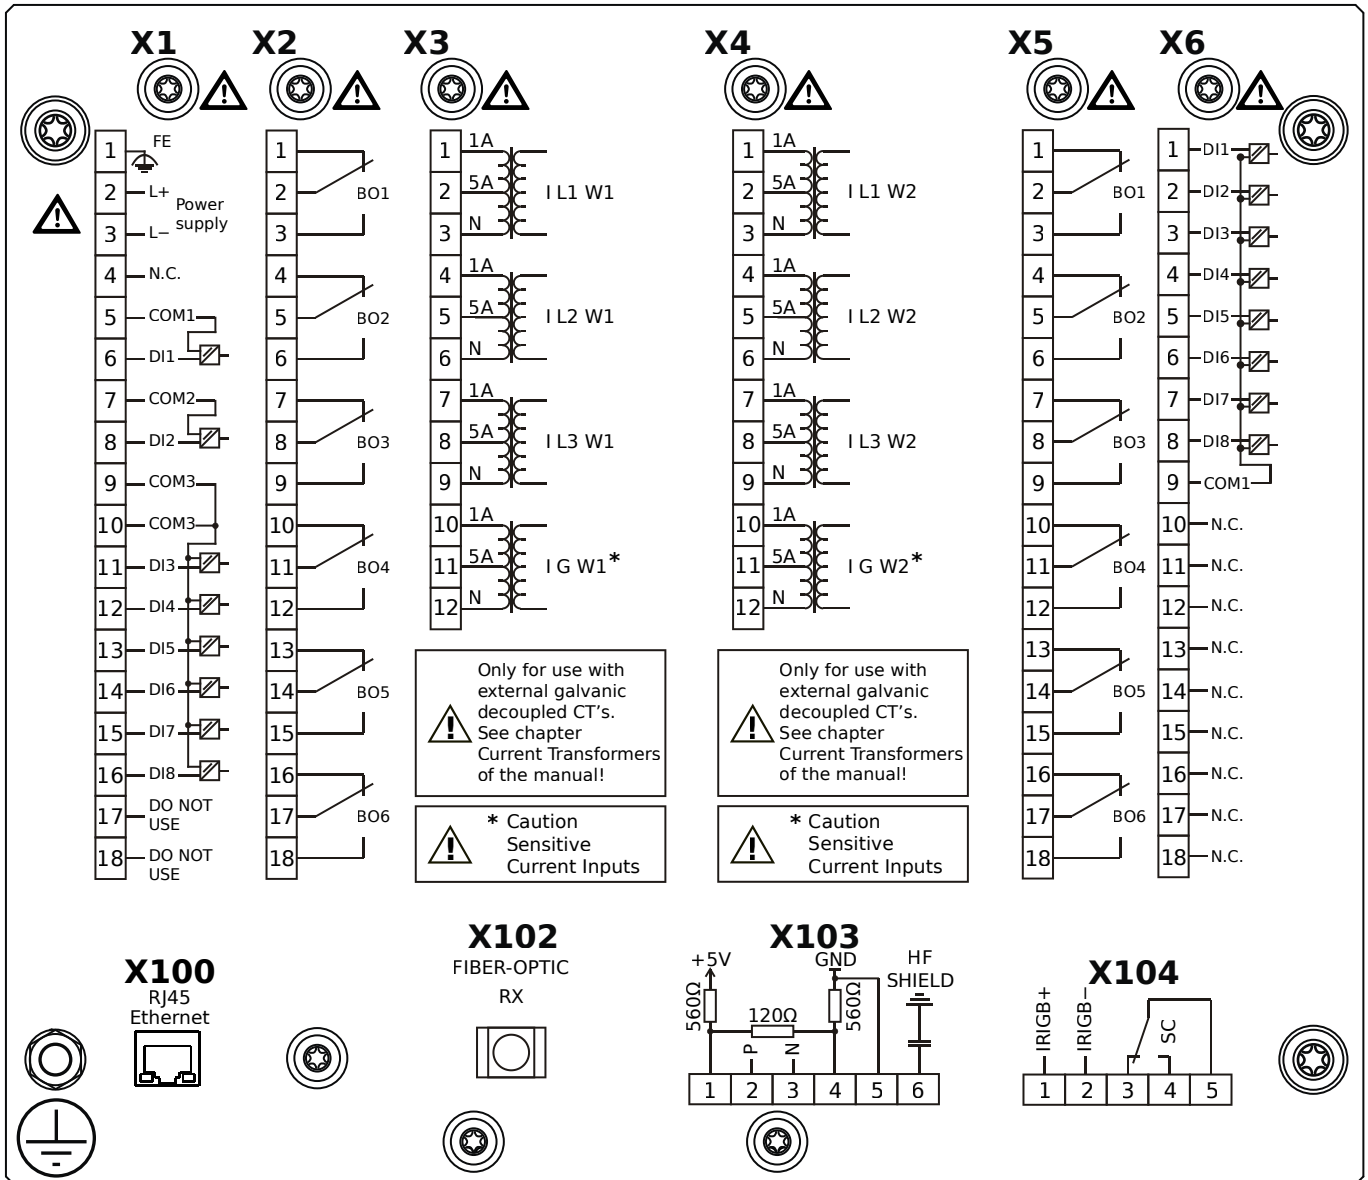 X1
X2
X3
X4
X5
X6
1 FE
2 L+
Power
supply
3 L−
4 N.C.
5 COM1
6 DI1
7 COM2
8 DI2
9 COM3
10 COM3
11 DI3
12 DI4
13 DI5
14 DI6
15 DI7
16 DI8
17 DO NOT
USE
18 DO NOT
USE
1
2 BO1
3
4
5 BO2
6
7
8 BO3
9
10
11 BO4
12
13
14 BO5
15
16
17 BO6
18
1 1A
2 5A I L1 W1
3 N
4 1A
5 5A I L2 W1
6 N
7 1A
8 5A I L3 W1
9 N
10 1A
11 5A I G W1*
12 N
Only for use with
external galvanic
decoupled CT's.
See chapter
Current Transformers
of the manual!
* Caution
Sensitive
Current Inputs
1 1A
2 5A I L1 W2
3 N
4 1A
5 5A I L2 W2
6 N
7 1A
8 5A I L3 W2
9 N
10 1A
11 5A I G W2*
12 N
Only for use with
external galvanic
decoupled CT's.
See chapter
Current Transformers
of the manual!
* Caution
Sensitive
Current Inputs
1
2 BO1
3
4
5 BO2
6
7
8 BO3
9
10
11 BO4
12
13
14 BO5
15
16
17 BO6
18
1 DI1
2 DI2
3 DI3
4 DI4
5 DI5
6 DI6
7 DI7
8 DI8
9 COM1
10 N.C.
11 N.C.
12 N.C.
13 N.C.
14 N.C.
15 N.C.
16 N.C.
17 N.C.
18 N.C.
X100
RJ45
Ethernet
X102
FIBER-OPTIC
RX
X103
+5V GND HF
SHIELD
560Ω 120Ω 560Ω
P N
1 2 3 4 5 6
X104
IRIGB+ IRIGB− SC
1 2 3 4 5